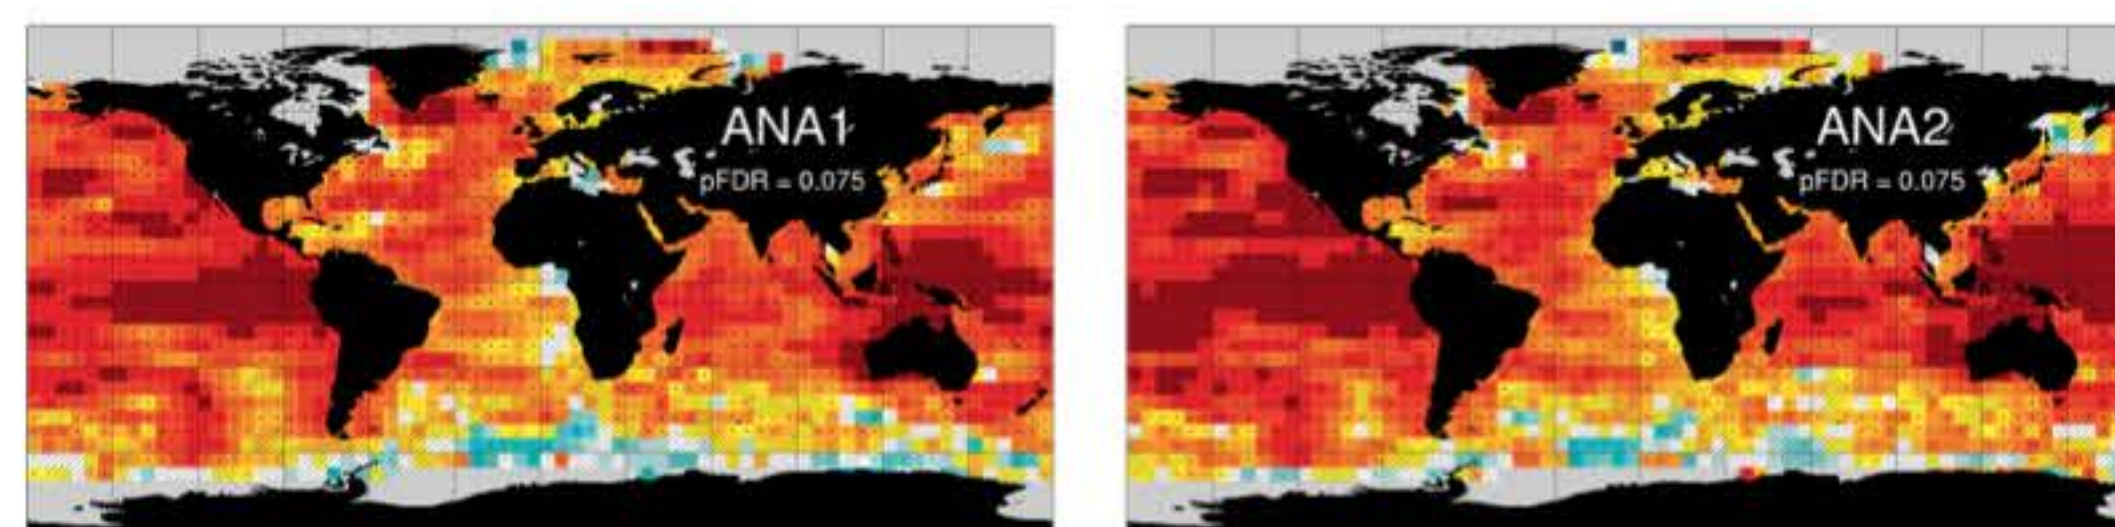 ANA1
pFDR = 0.075
ANA2
pFDR = 0.075